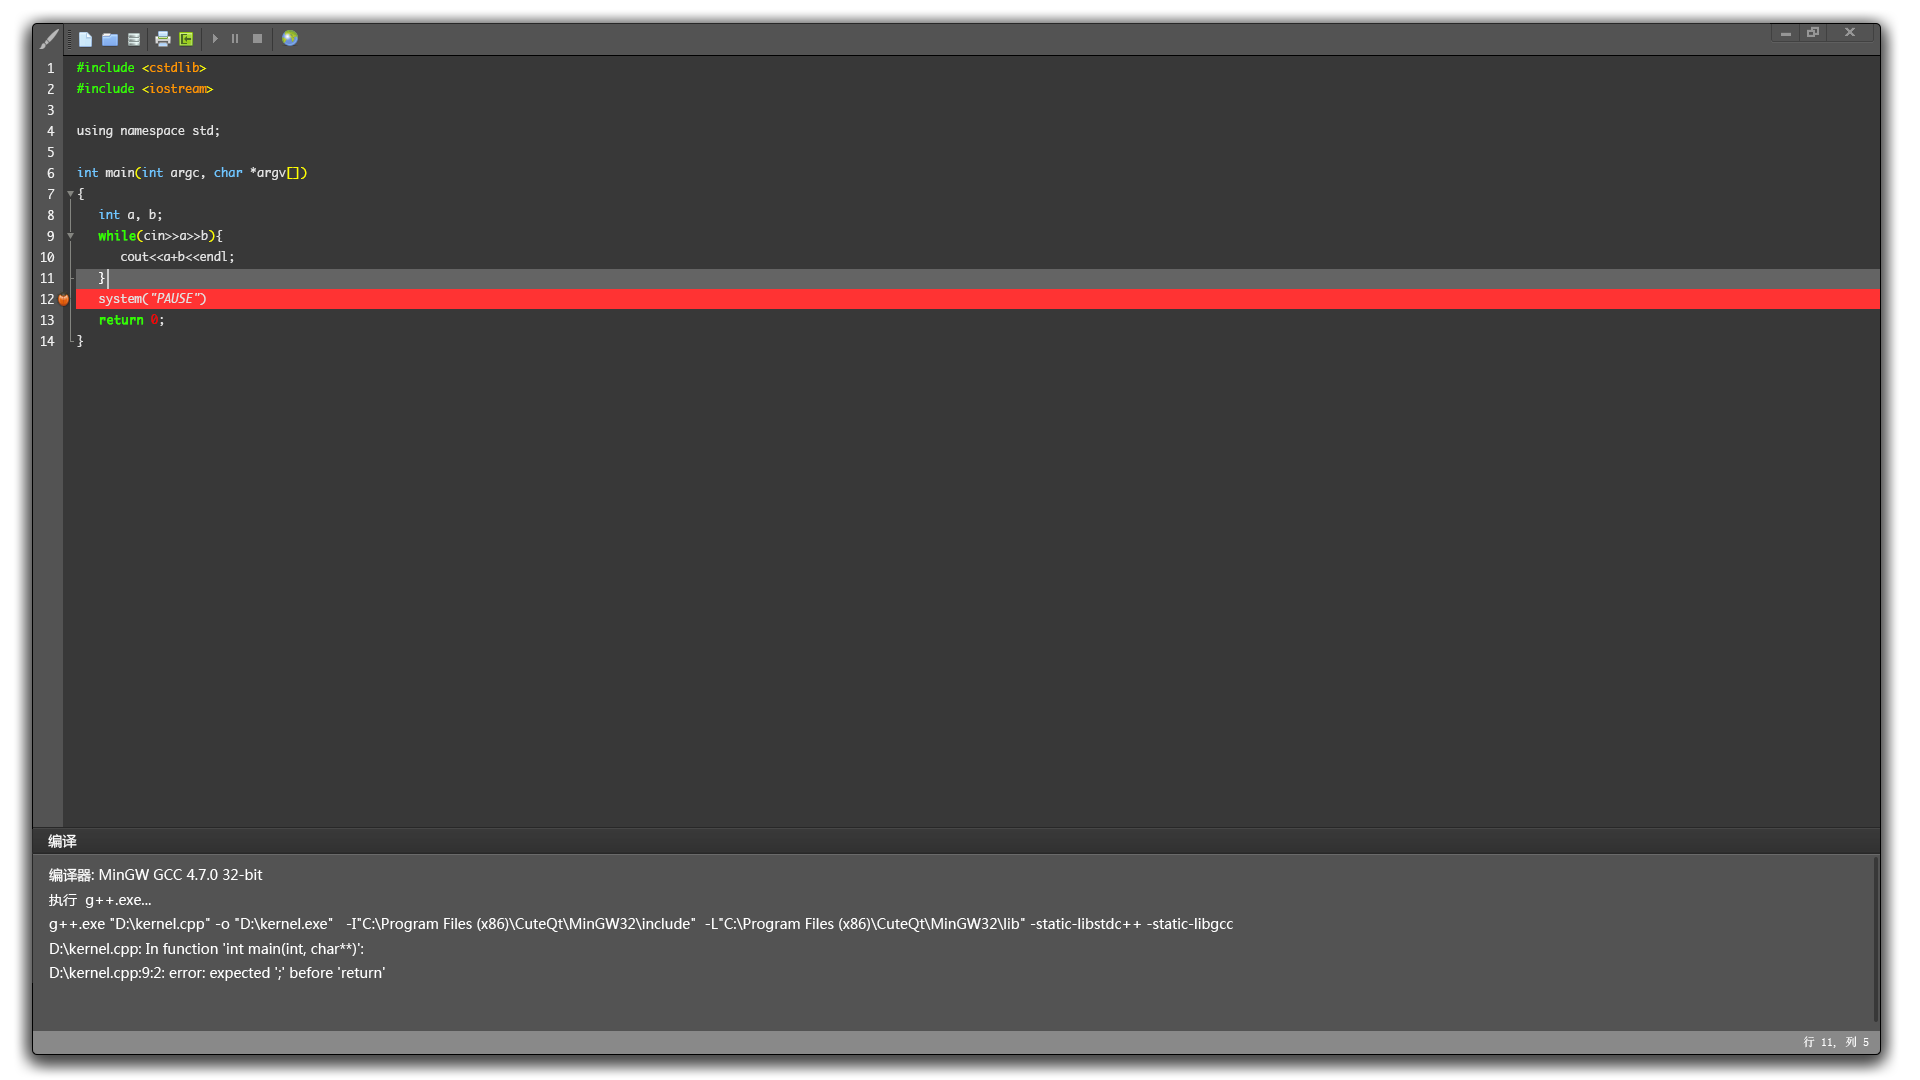 1 #include <cstdlib>
2 #include <iostream>
3
4 using namespace std;
5
6 int main(int argc, char *argv[])
7 {
8 int a, b;
9 while(cin>>a>>b){
10 cout<<a+b<<endl;
11 }
12 system("PAUSE")
13 return 0;
14 }
编译
编译器: MinGW GCC 4.7.0 32-bit
执行 g++.exe...
g++.exe "D:\kernel.cpp" -o "D:\kernel.exe" -I"C:\Program Files (x86)\CuteQt\MinGW32\include" -L"C:\Program Files (x86)\CuteQt\MinGW32\lib" -static-libstdc++ -static-libgcc
D:\kernel.cpp: In function 'int main(int, char**)':
D:\kernel.cpp:9:2: error: expected ';' before 'return'
行 11, 列 5